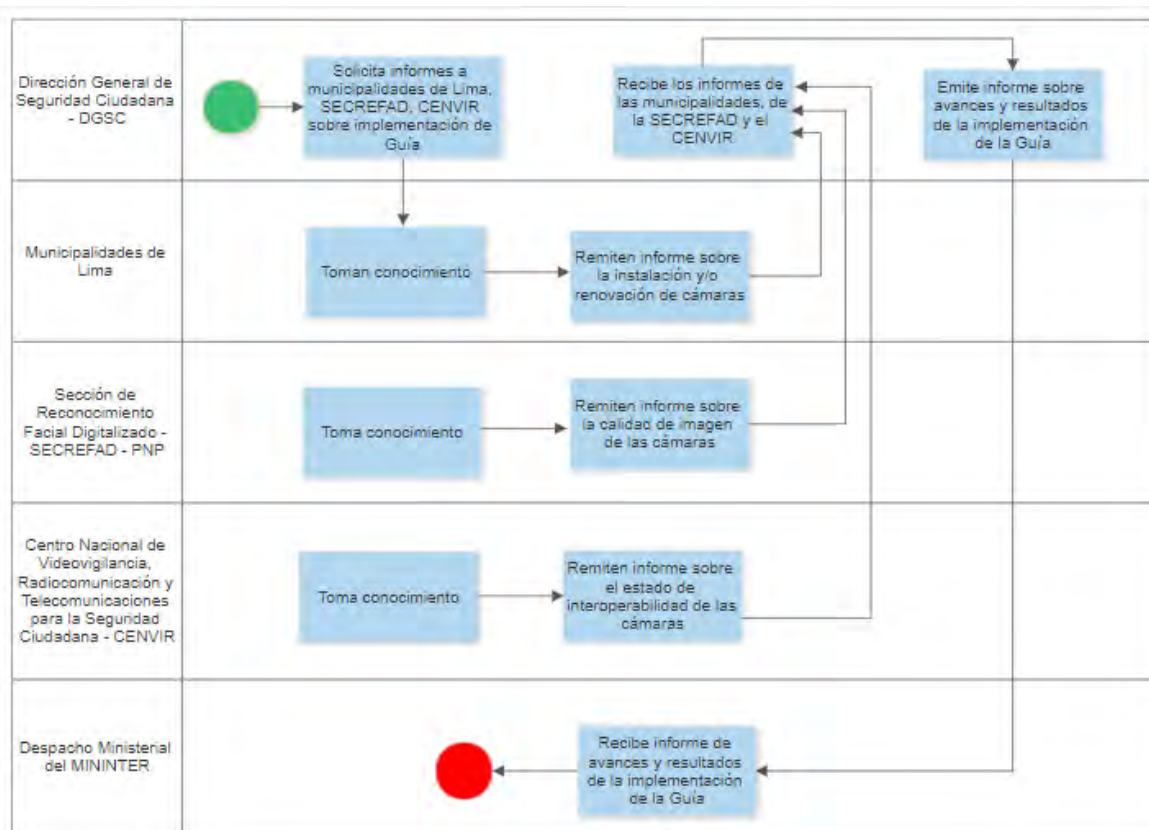 Dirección General de
Seguridad Ciudadana
- DGSC
Solicita informes a
municipalidades de Lima,
SECREFAD, CENVIR
sobre implementación de
Guía
Recibe los informes de
las municipalidades, de
la SECREFAD y el
CENVIR
Emite informe sobre
avances y resultados
de la implementación
de la Guía
Municipalidades de
Lima
Toman conocimiento
Remiten informe sobre
la instalación y/o
renovación de cámaras
Sección de
Reconocimiento
Facial Digitalizado -
SECREFAD - PNP
Toma conocimiento
Remiten informe sobre
la calidad de imagen
de las cámaras
Centro Nacional de
Videovigilancia,
Radiocomunicación y
Telecomunicaciones
para la Seguridad
Ciudadana - CENVIR
Toma conocimiento
Remiten informe sobre
el estado de
interoperabilidad de las
cámaras
Despacho Ministerial
del MININTER
Recibe informe de
avances y resultados
de la implementación
de la Guía